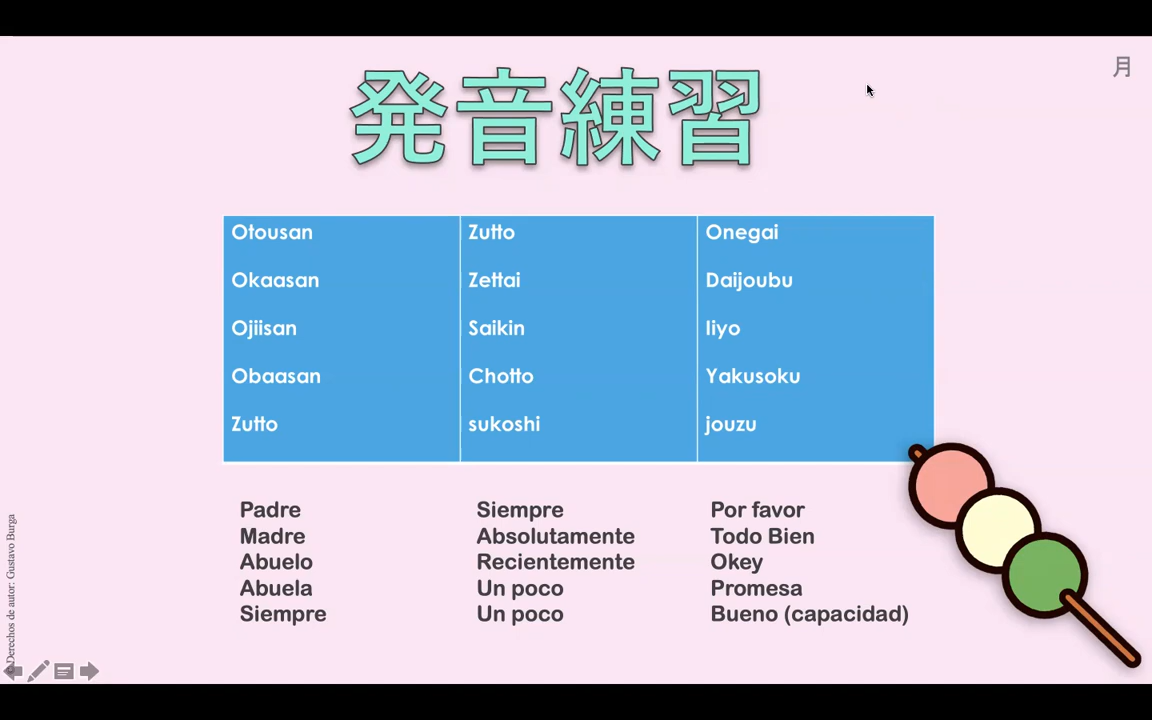 発音練習
月
Otousan Zutto Onegai
Okaasan Zettai Daijoubu
Ojiisan Saikin Iiyo
Obaasan Chotto Yakusoku
Zutto sukoshi jouzu
Padre Siempre Por favor
Madre Absolutamente Todo Bien
Abuelo Recientemente Okey
Abuela Un poco Promesa
Siempre Un poco Bueno (capacidad)
©Derechos de autor: Gustavo Burga